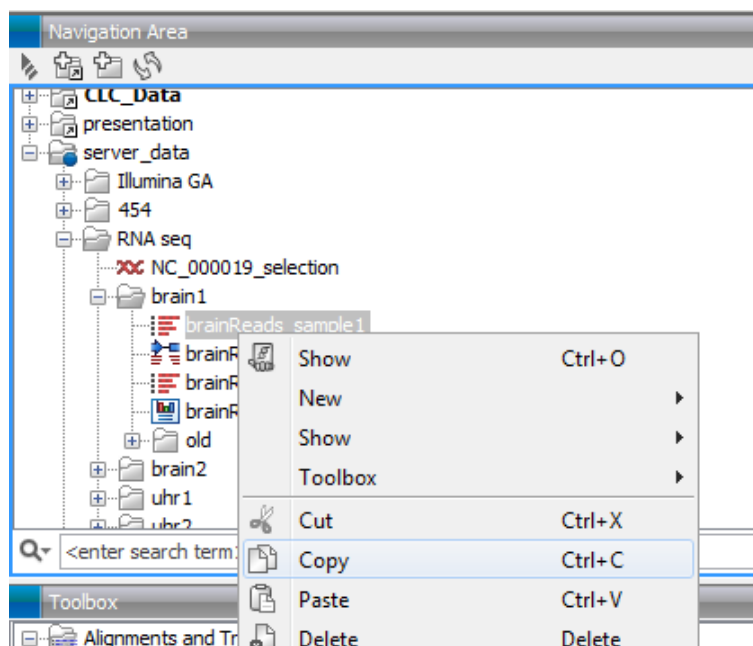 Navigation Area
CLC_Data
presentation
server_data
Illumina GA
454
RNA seq
NC_000019_selection
brain1
brainReads_sample1
brainR
brainR
brainR
old
brain2
uhr1
uhr2
<enter search term
Show Ctrl+O
New
Show
Toolbox
Cut Ctrl+X
Copy Ctrl+C
Paste Ctrl+V
Delete Delete
Toolbox
Alignments and Tr